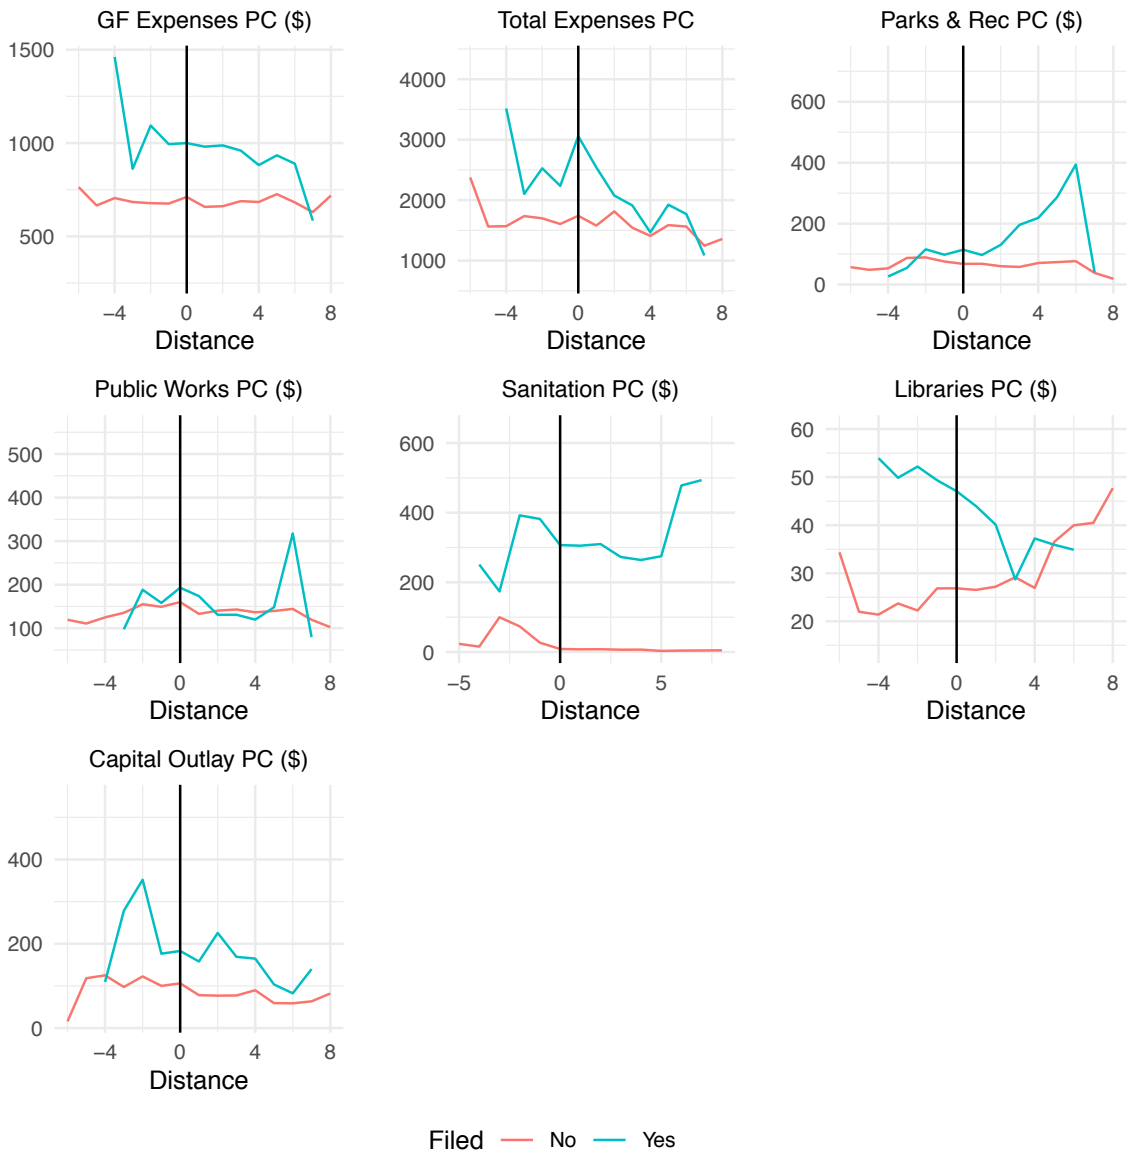 GF Expenses PC ($)
1500
1000
500
−4 0 4 8
Distance
Total Expenses PC
4000
3000
2000
1000
−4 0 4 8
Distance
Parks & Rec PC ($)
600
400
200
0
−4 0 4 8
Distance
Public Works PC ($)
500
400
300
200
100
−4 0 4 8
Distance
Sanitation PC ($)
600
400
200
0
−5 0 5
Distance
Libraries PC ($)
60
50
40
30
20
−4 0 4 8
Distance
Capital Outlay PC ($)
400
200
0
−4 0 4 8
Distance
Filed No Yes